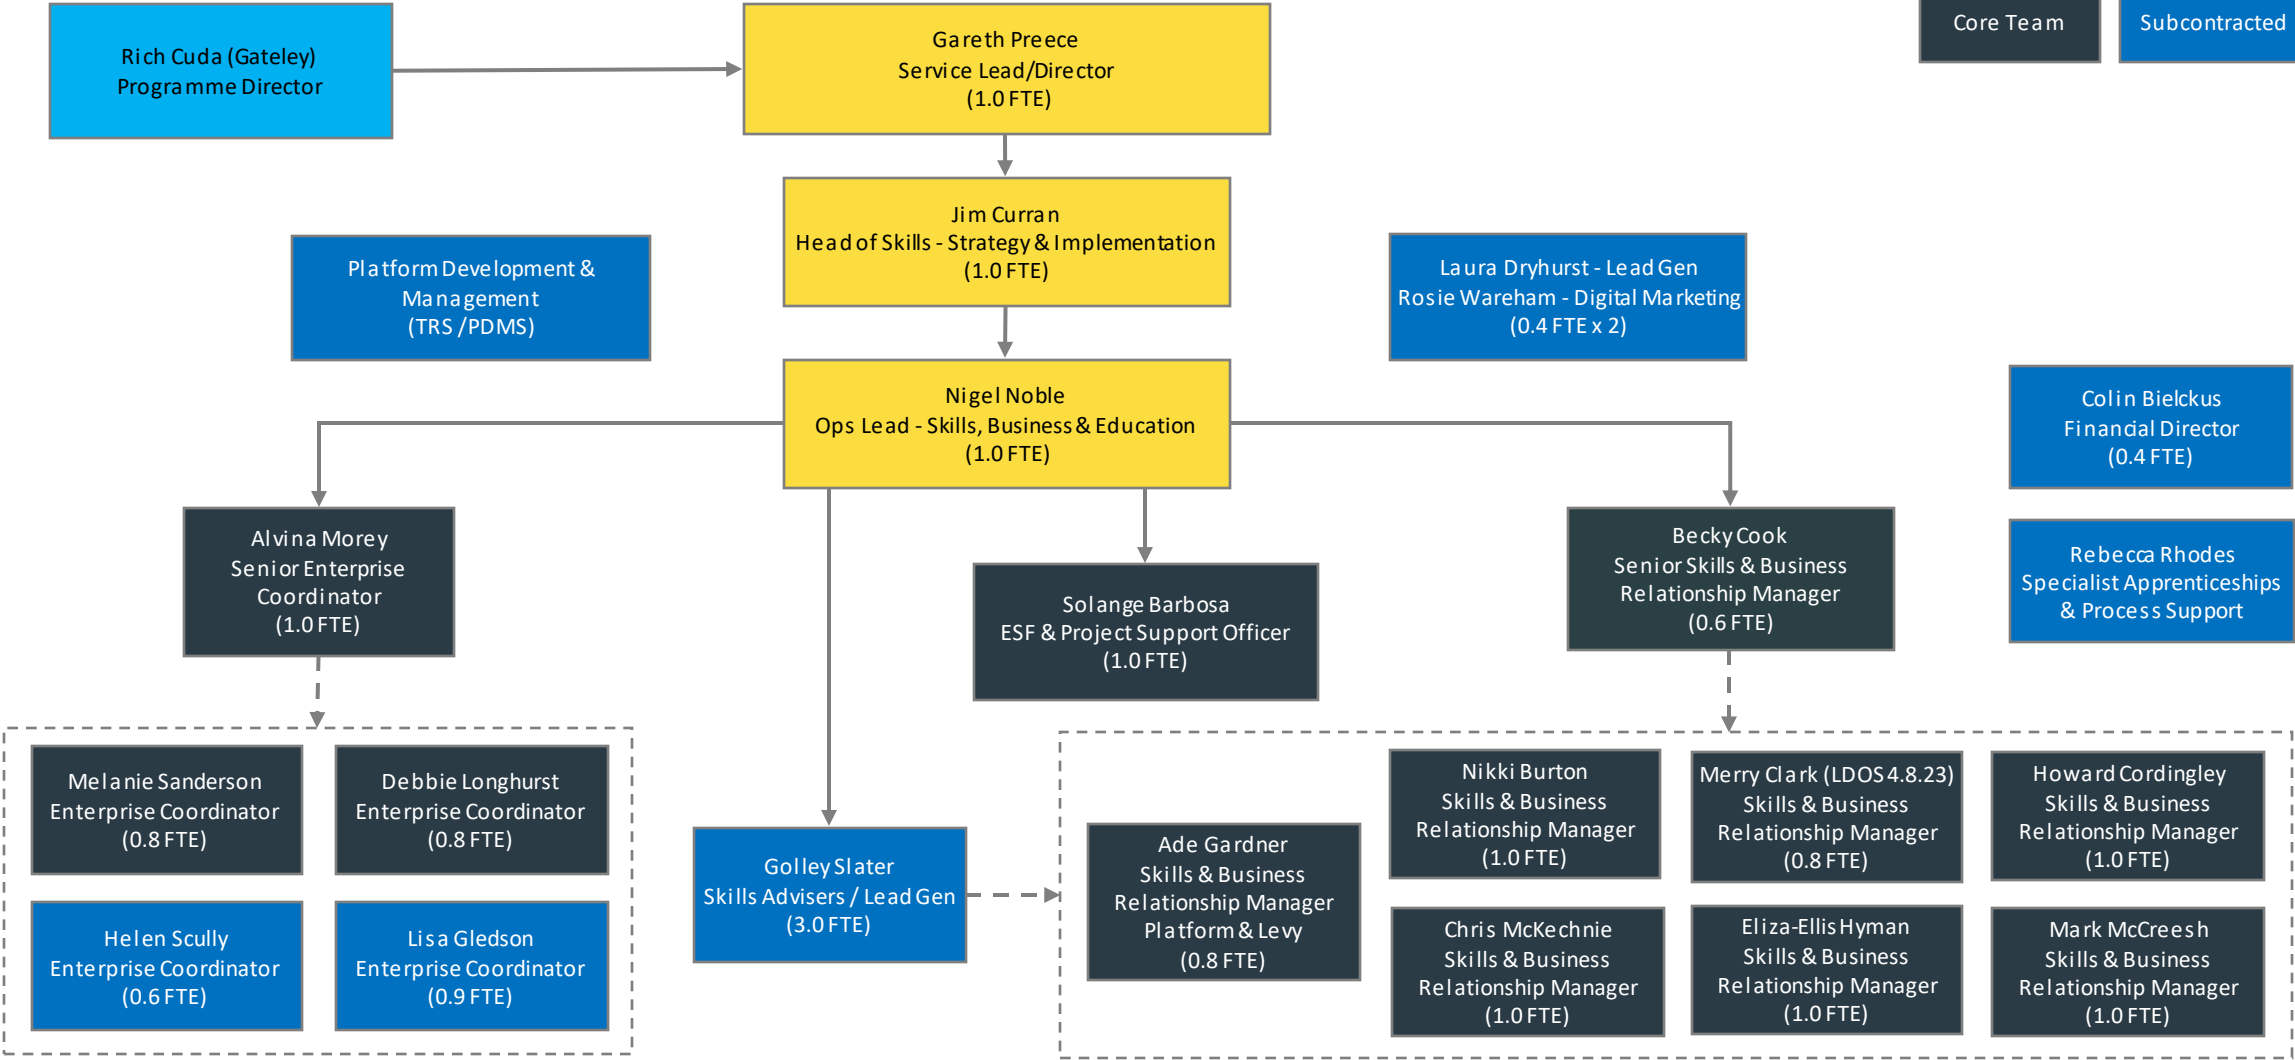 Rich Cuda (Gateley)
Programme Director
Gareth Preece
Service Lead/Director
(1.0 FTE)
Core Team
Subcontracted
Jim Curran
Head of Skills - Strategy & Implementation
(1.0 FTE)
Platform Development &
Management
(TRS /PDMS)
Laura Dryhurst - Lead Gen
Rosie Wareham - Digital Marketing
(0.4 FTE x 2)
Nigel Noble
Ops Lead - Skills, Business & Education
(1.0 FTE)
Colin Bielckus
Financial Director
(0.4 FTE)
Alvina Morey
Senior Enterprise
Coordinator
(1.0 FTE)
Solange Barbosa
ESF & Project Support Officer
(1.0 FTE)
Becky Cook
Senior Skills & Business
Relationship Manager
(0.6 FTE)
Rebecca Rhodes
Specialist Apprenticeships
& Process Support
Melanie Sanderson
Enterprise Coordinator
(0.8 FTE)
Debbie Longhurst
Enterprise Coordinator
(0.8 FTE)
Helen Scully
Enterprise Coordinator
(0.6 FTE)
Lisa Gledson
Enterprise Coordinator
(0.9 FTE)
Golley Slater
Skills Advisers / Lead Gen
(3.0 FTE)
Ade Gardner
Skills & Business
Relationship Manager
Platform & Levy
(0.8 FTE)
Nikki Burton
Skills & Business
Relationship Manager
(1.0 FTE)
Merry Clark (LDOS 4.8.23)
Skills & Business
Relationship Manager
(0.8 FTE)
Howard Cordingley
Skills & Business
Relationship Manager
(1.0 FTE)
Chris McKechnie
Skills & Business
Relationship Manager
(1.0 FTE)
Eliza-Ellis Hyman
Skills & Business
Relationship Manager
(1.0 FTE)
Mark McCreesh
Skills & Business
Relationship Manager
(1.0 FTE)